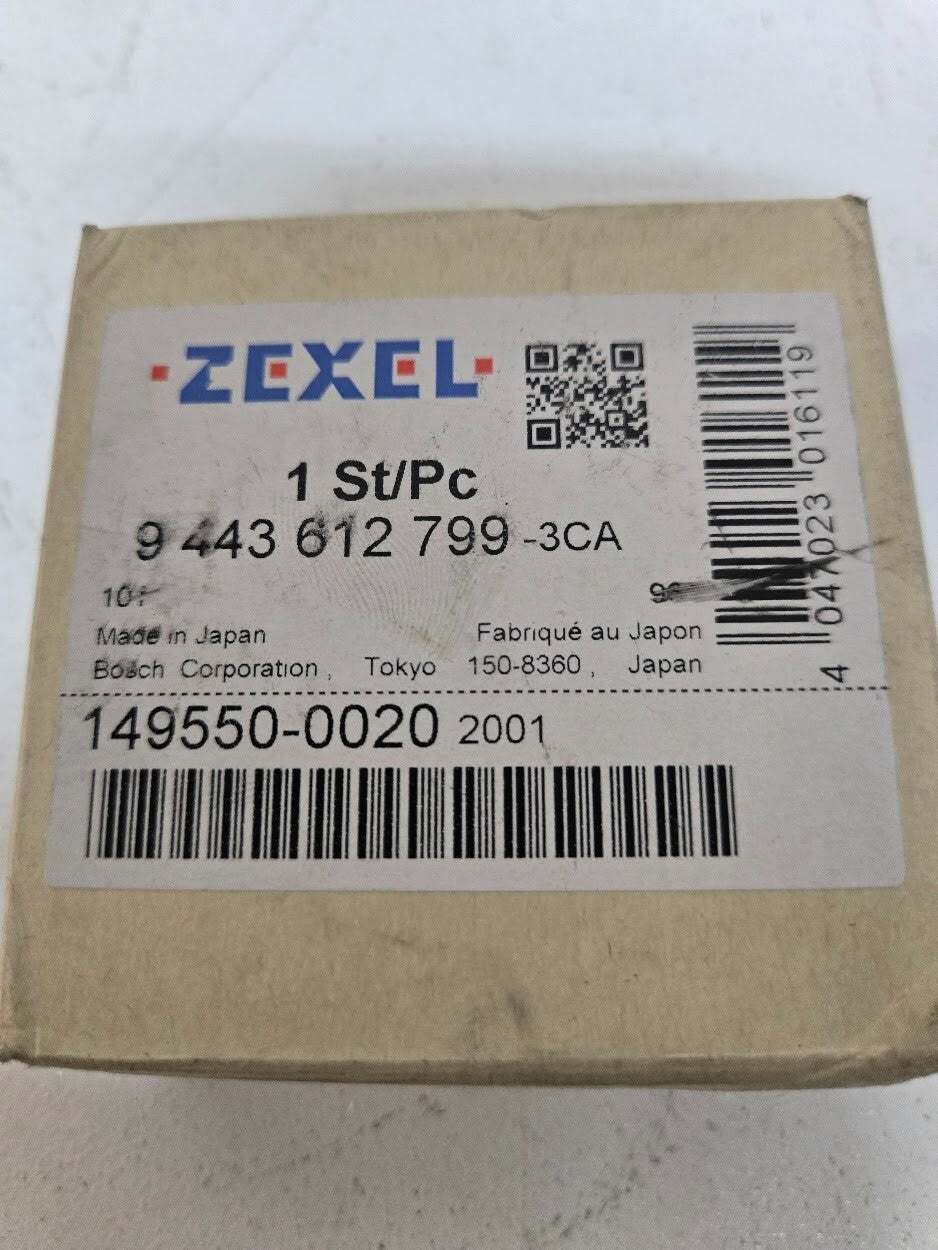 ZEXEL
1 St/Pc
9 443 612 799 -3CA
Made in Japan Fabriqué au Japon
Bosch Corporation, Tokyo 150-8360, Japan
149550-0020 2001
4 047023 016119